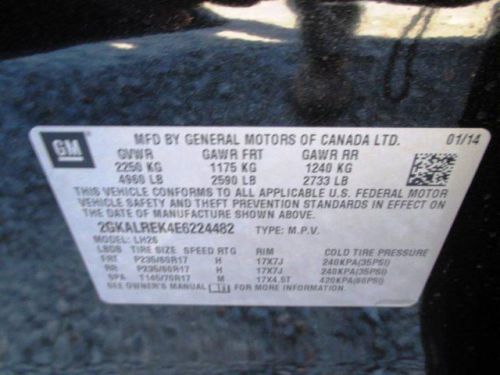 GM
MFD BY GENERAL MOTORS OF CANADA LTD. 01/14
GVWR GAWR FRT GAWR RR
2250 KG 1175 KG 1240 KG
4960 LB 2590 LB 2733 LB
THIS VEHICLE CONFORMS TO ALL APPLICABLE U.S. FEDERAL MOTOR
VEHICLE SAFETY AND THEFT PREVENTION STANDARDS IN
EFFECT ON THE DATE OF MANUFACTURE SHOWN ABOVE.
2GKALREK4E6224482 TYPE: M.P.V.
MODEL: LH26
TIRE SIZE SPEED RTG RIM COLD TIRE PRESSURE
FRT P235/60R17 H 17X7J 240KPA(35PSI)
RR P235/60R17 H 17X7J 240KPA(35PSI)
SPA T145/70R17 17X4.5T 420KPA(60PSI)
SEE OWNER'S MANUAL FOR MORE INFORMATION.